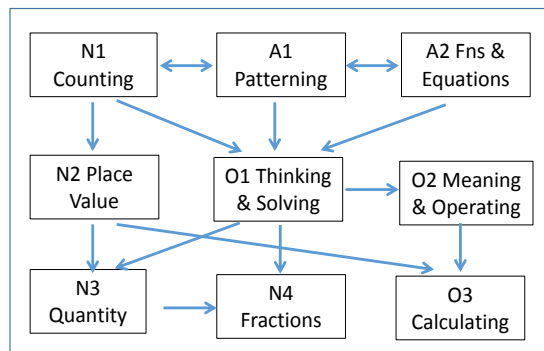 N1
Counting
A1
Patterning
A2 Fns &
Equations
N2 Place
Value
O1 Thinking
& Solving
O2 Meaning
& Operating
N3
Quantity
N4
Fractions
O3
Calculating